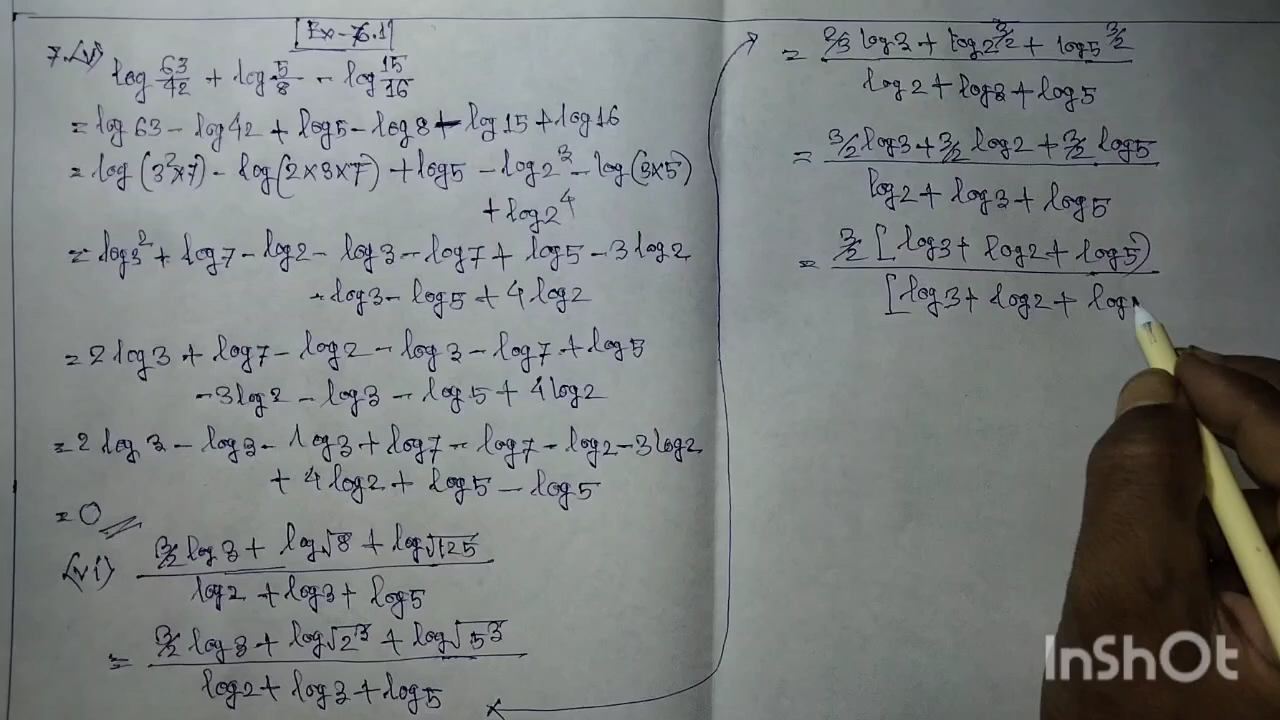 [Ex-7.6.1]
7.(v) log 63/42 + log 5/8 - log 15/16
= log 63 - log 42 + log 5 - log 8 - log 15 + log 16
= log (3²×7) - log (2×3×7) + log 5 - log 2³ - log (3×5)
+ log 2⁴
= log 3² + log 7 - log 2 - log 3 - log 7 + log 5 - 3 log 2
- log 3 - log 5 + 4 log 2
= 2 log 3 + log 7 - log 2 - log 3 - log 7 + log 5
- 3 log 2 - log 3 - log 5 + 4 log 2
= 2 log 3 - log 3 - log 3 + log 7 - log 7 - log 2 - 3 log 2
+ 4 log 2 + log 5 - log 5
= 0
(vi) 3/2 log 3 + log √8 + log √125
log 2 + log 3 + log 5
= 3/2 log 3 + log √2³ + log √5³
log 2 + log 3 + log 5
= 3/2 log 3 + log 2^3/2 + log 5^3/2
log 2 + log 3 + log 5
= 3/2 log 3 + 3/2 log 2 + 3/2 log 5
log 2 + log 3 + log 5
= 3/2 [log 3 + log 2 + log 5)
[log 3 + log 2 + log
InShOt